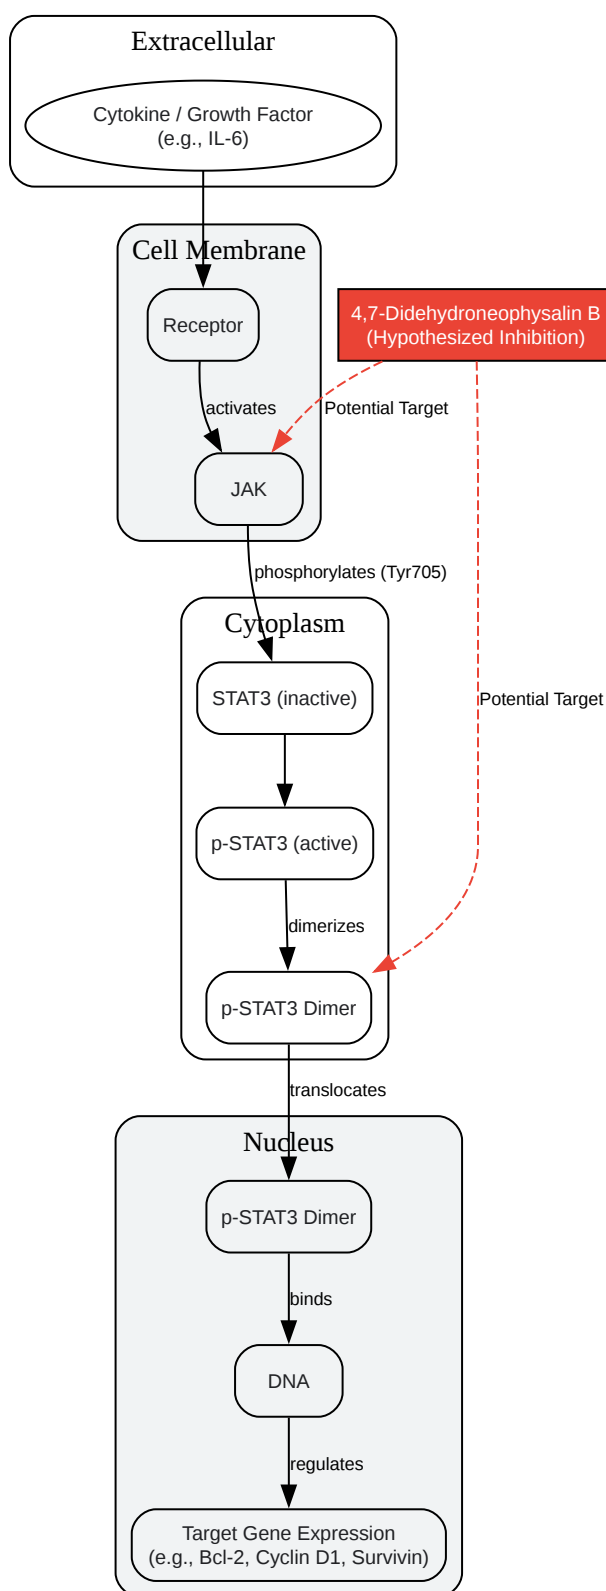 Extracellular
Cytokine / Growth Factor
(e.g., IL-6)
Cell Membrane
Receptor
4,7-Didehydroneophysalin B
(Hypothesized Inhibition)
activates
Potential Target
JAK
phosphorylates (Tyr705)
Cytoplasm
STAT3 (inactive)
Potential Target
p-STAT3 (active)
dimerizes
p-STAT3 Dimer
translocates
Nucleus
p-STAT3 Dimer
binds
DNA
regulates
Target Gene Expression
(e.g., Bcl-2, Cyclin D1, Survivin)